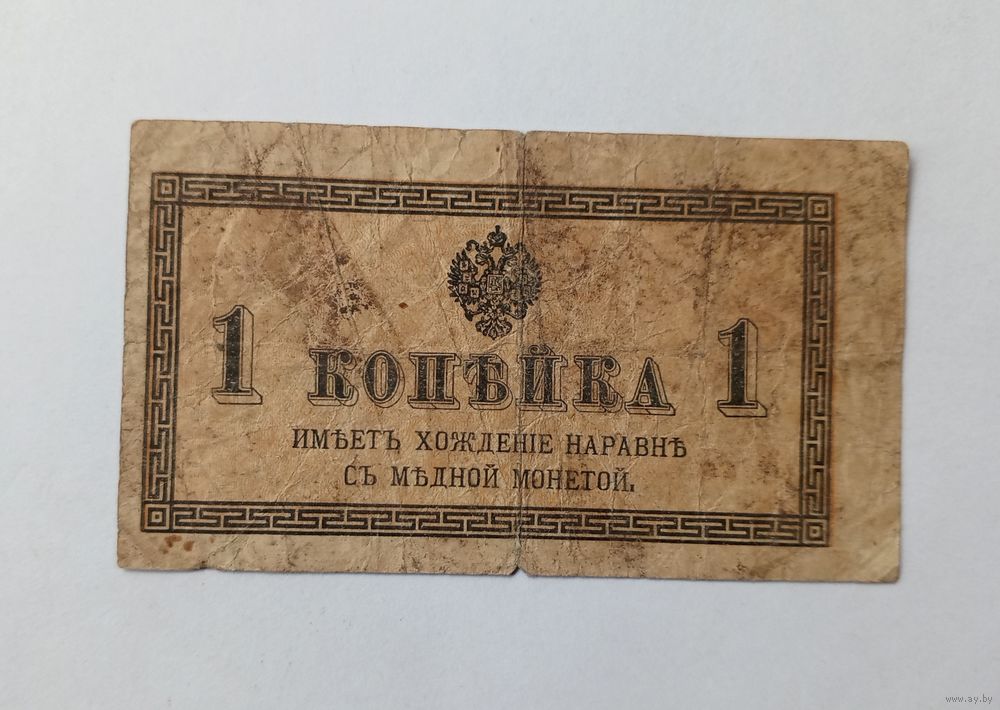 1 КОПѢЙКА 1
ИМѢЕТЪ ХОЖДЕНІЕ НАРАВНѢ
СЪ МѢДНОЙ МОНЕТОЙ.
www.ay.by